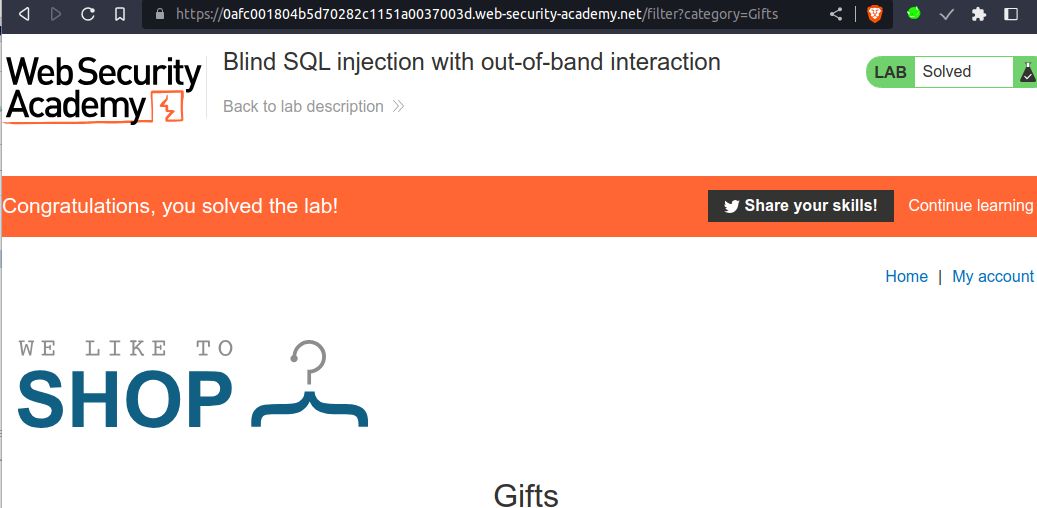 https://0afc001804b5d70282c1151a0037003d.web-security-academy.net/filter?category=Gifts
Web Security
Academy
Blind SQL injection with out-of-band interaction
Back to lab description
LAB Solved
Congratulations, you solved the lab!
Share your skills!
Continue learning
Home | My account
WE LIKE TO
SHOP
Gifts